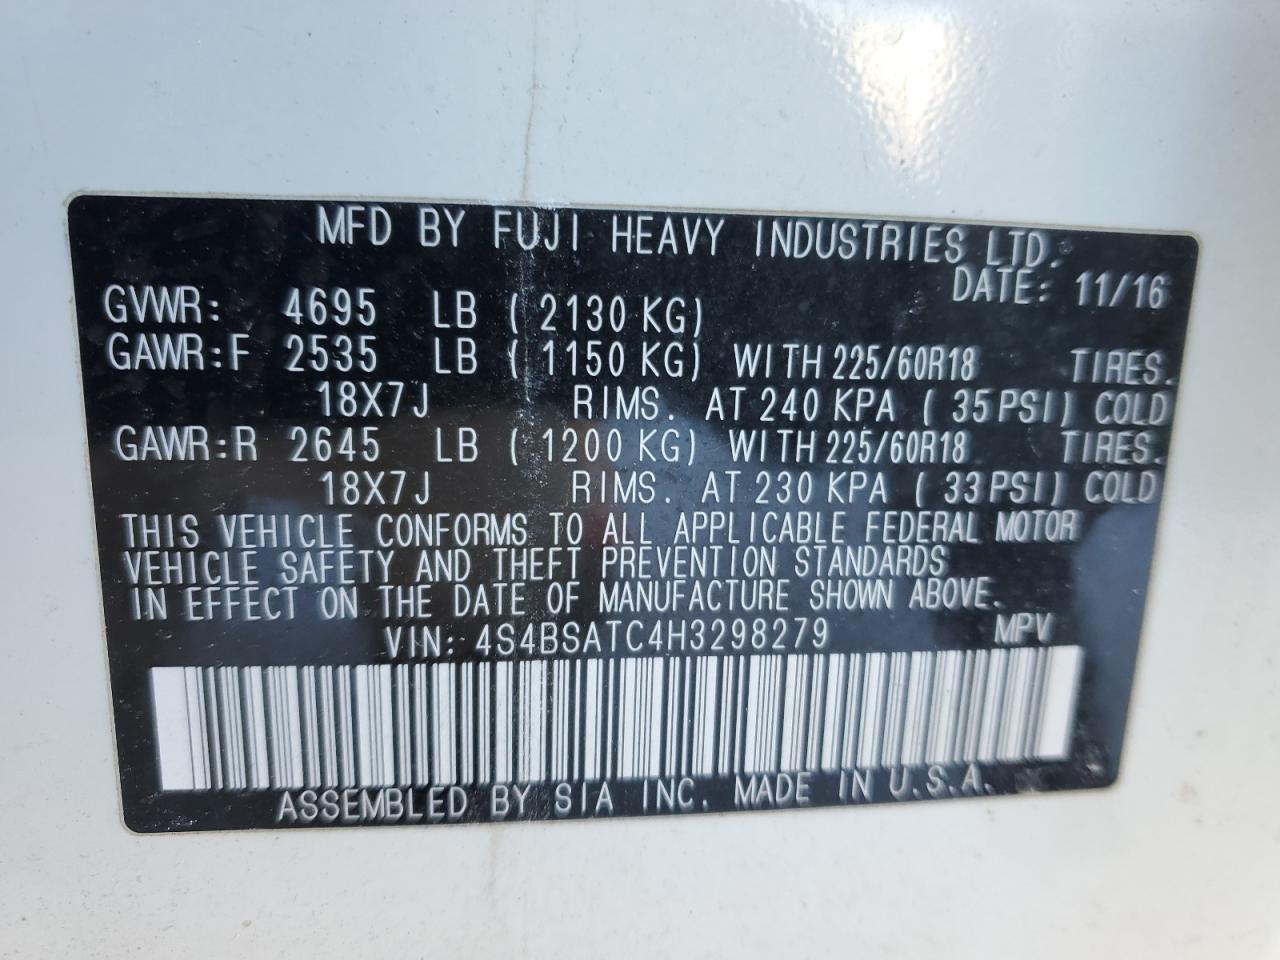 MFD BY FUJI HEAVY INDUSTRIES LTD.
DATE: 11/16
GVWR: 4695 LB ( 2130 KG)
GAWR:F 2535 LB ( 1150 KG) WITH 225/60R18 TIRES.
18X7J RIMS. AT 240 KPA ( 35 PSI) COLD
GAWR:R 2645 LB ( 1200 KG) WITH 225/60R18 TIRES.
18X7J RIMS. AT 230 KPA ( 33 PSI) COLD
THIS VEHICLE CONFORMS TO ALL APPLICABLE FEDERAL MOTOR
VEHICLE SAFETY AND THEFT PREVENTION STANDARDS
IN EFFECT ON THE DATE OF MANUFACTURE SHOWN ABOVE.
VIN: 4S4BSATC4H3298279 MPV
ASSEMBLED BY SIA INC. MADE IN U.S.A.